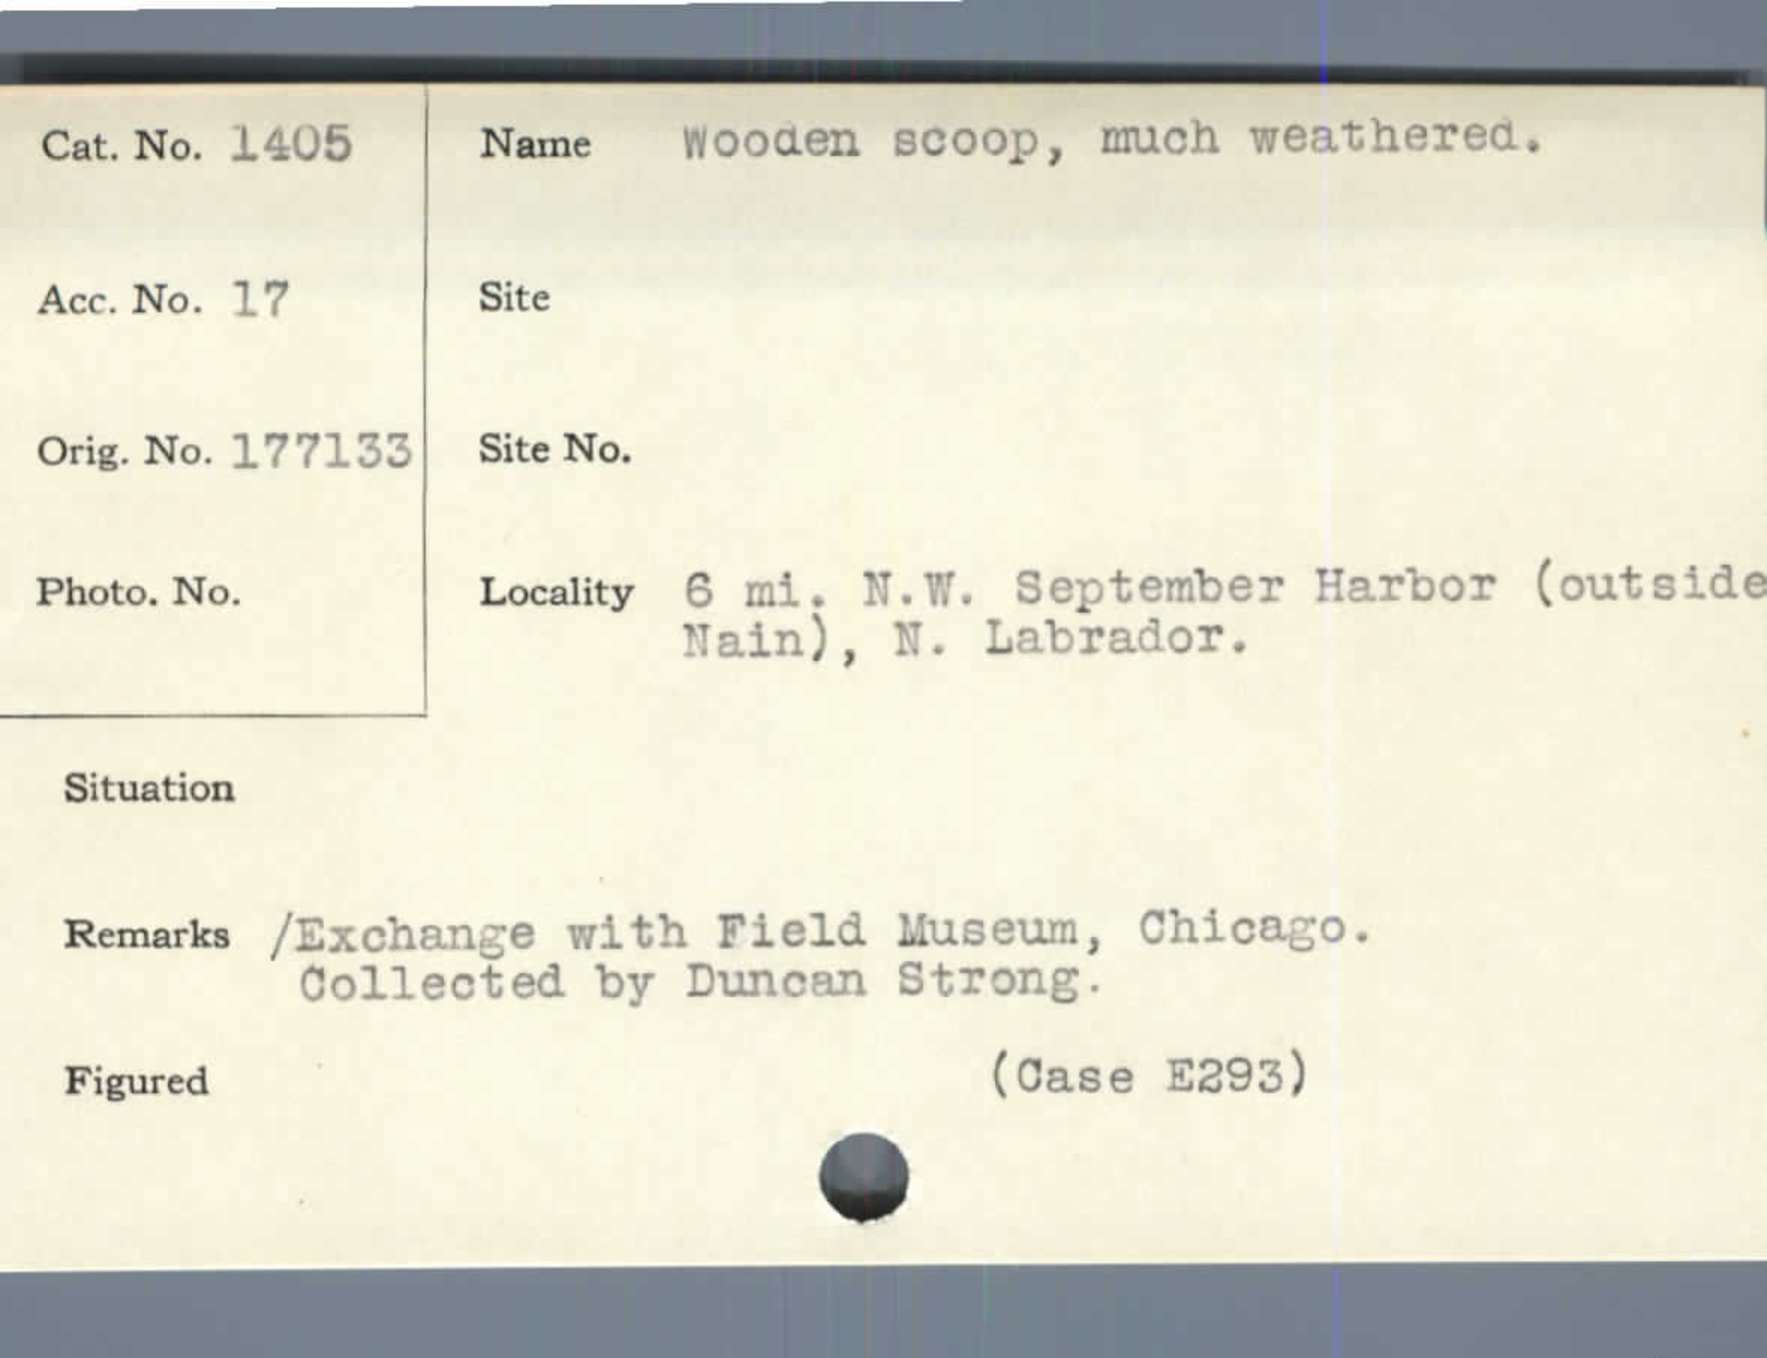 Cat. No. 1405
Name Wooden scoop, much weathered.
Acc. No. 17
Site
Orig. No. 177133
Site No.
Photo. No.
Locality 6 mi. N.W. September Harbor (outside
Nain), N. Labrador.
Situation
Remarks /Exchange with Field Museum, Chicago.
Collected by Duncan Strong.
Figured
(Case E293)